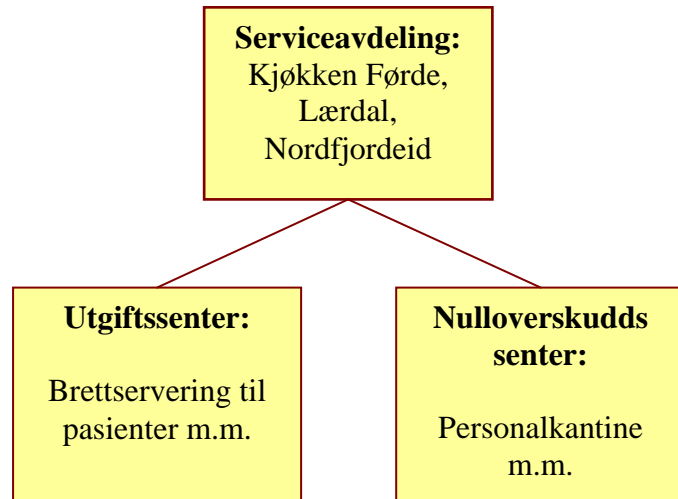 Serviceavdeling:
Kjøkken Førde,
Lærdal,
Nordfjordeid
Utgiftssenter:
Brettservering til
pasienter m.m.
Nulloverskudds
senter:
Personalkantine
m.m.